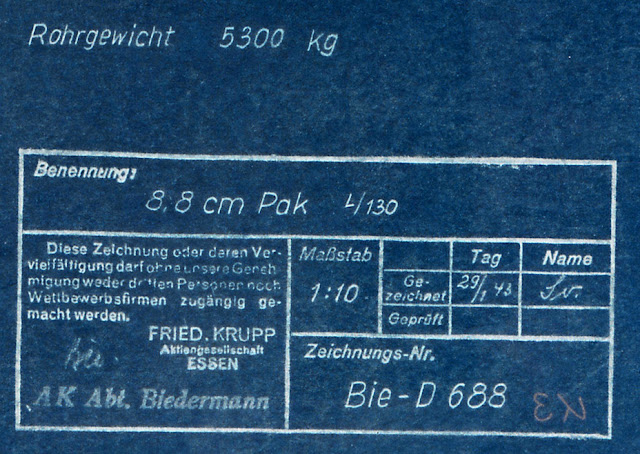 Rohrgewicht 5300 kg
Benennung:
8,8 cm Pak L/130
Diese Zeichnung oder deren Ver-
vielfältigung darf ohne unsere Geneh-
migung weder dritten Personen noch
Wettbewerbsfirmen zugängig ge-
macht werden.
FRIED. KRUPP
Aktiengesellschaft
ESSEN
AK Abt. Biedermann
Maßstab
1:10
Tag Name
Ge-
zeichnet 29/1 43
Geprüft
Zeichnungs-Nr.
Bie-D 688